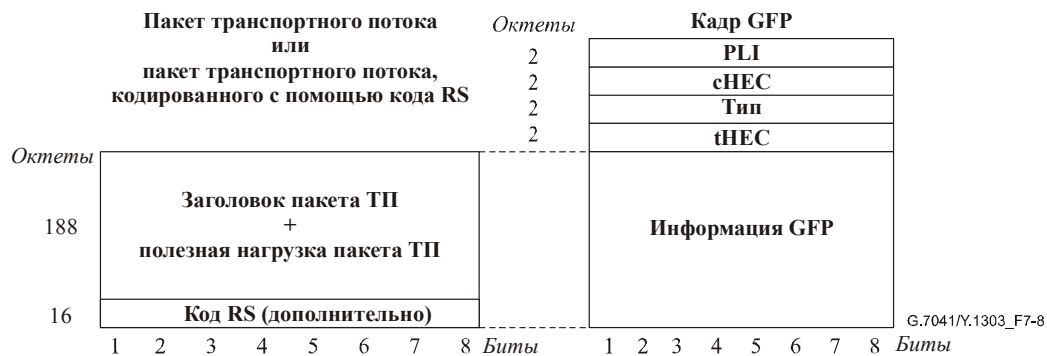 Пакет транспортного потока
или
пакет транспортного потока,
кодированного с помощью кода RS
Октеты
188
16
Заголовок пакета ТП
+
полезная нагрузка пакета ТП
Код RS (дополнительно)
1 2 3 4 5 6 7 8 Биты
Октеты
2
2
2
2
Кадр GFP
PLI
cHEC
Тип
tHEC
Информация GFP
1 2 3 4 5 6 7 8 Биты
G.7041/Y.1303_F7-8